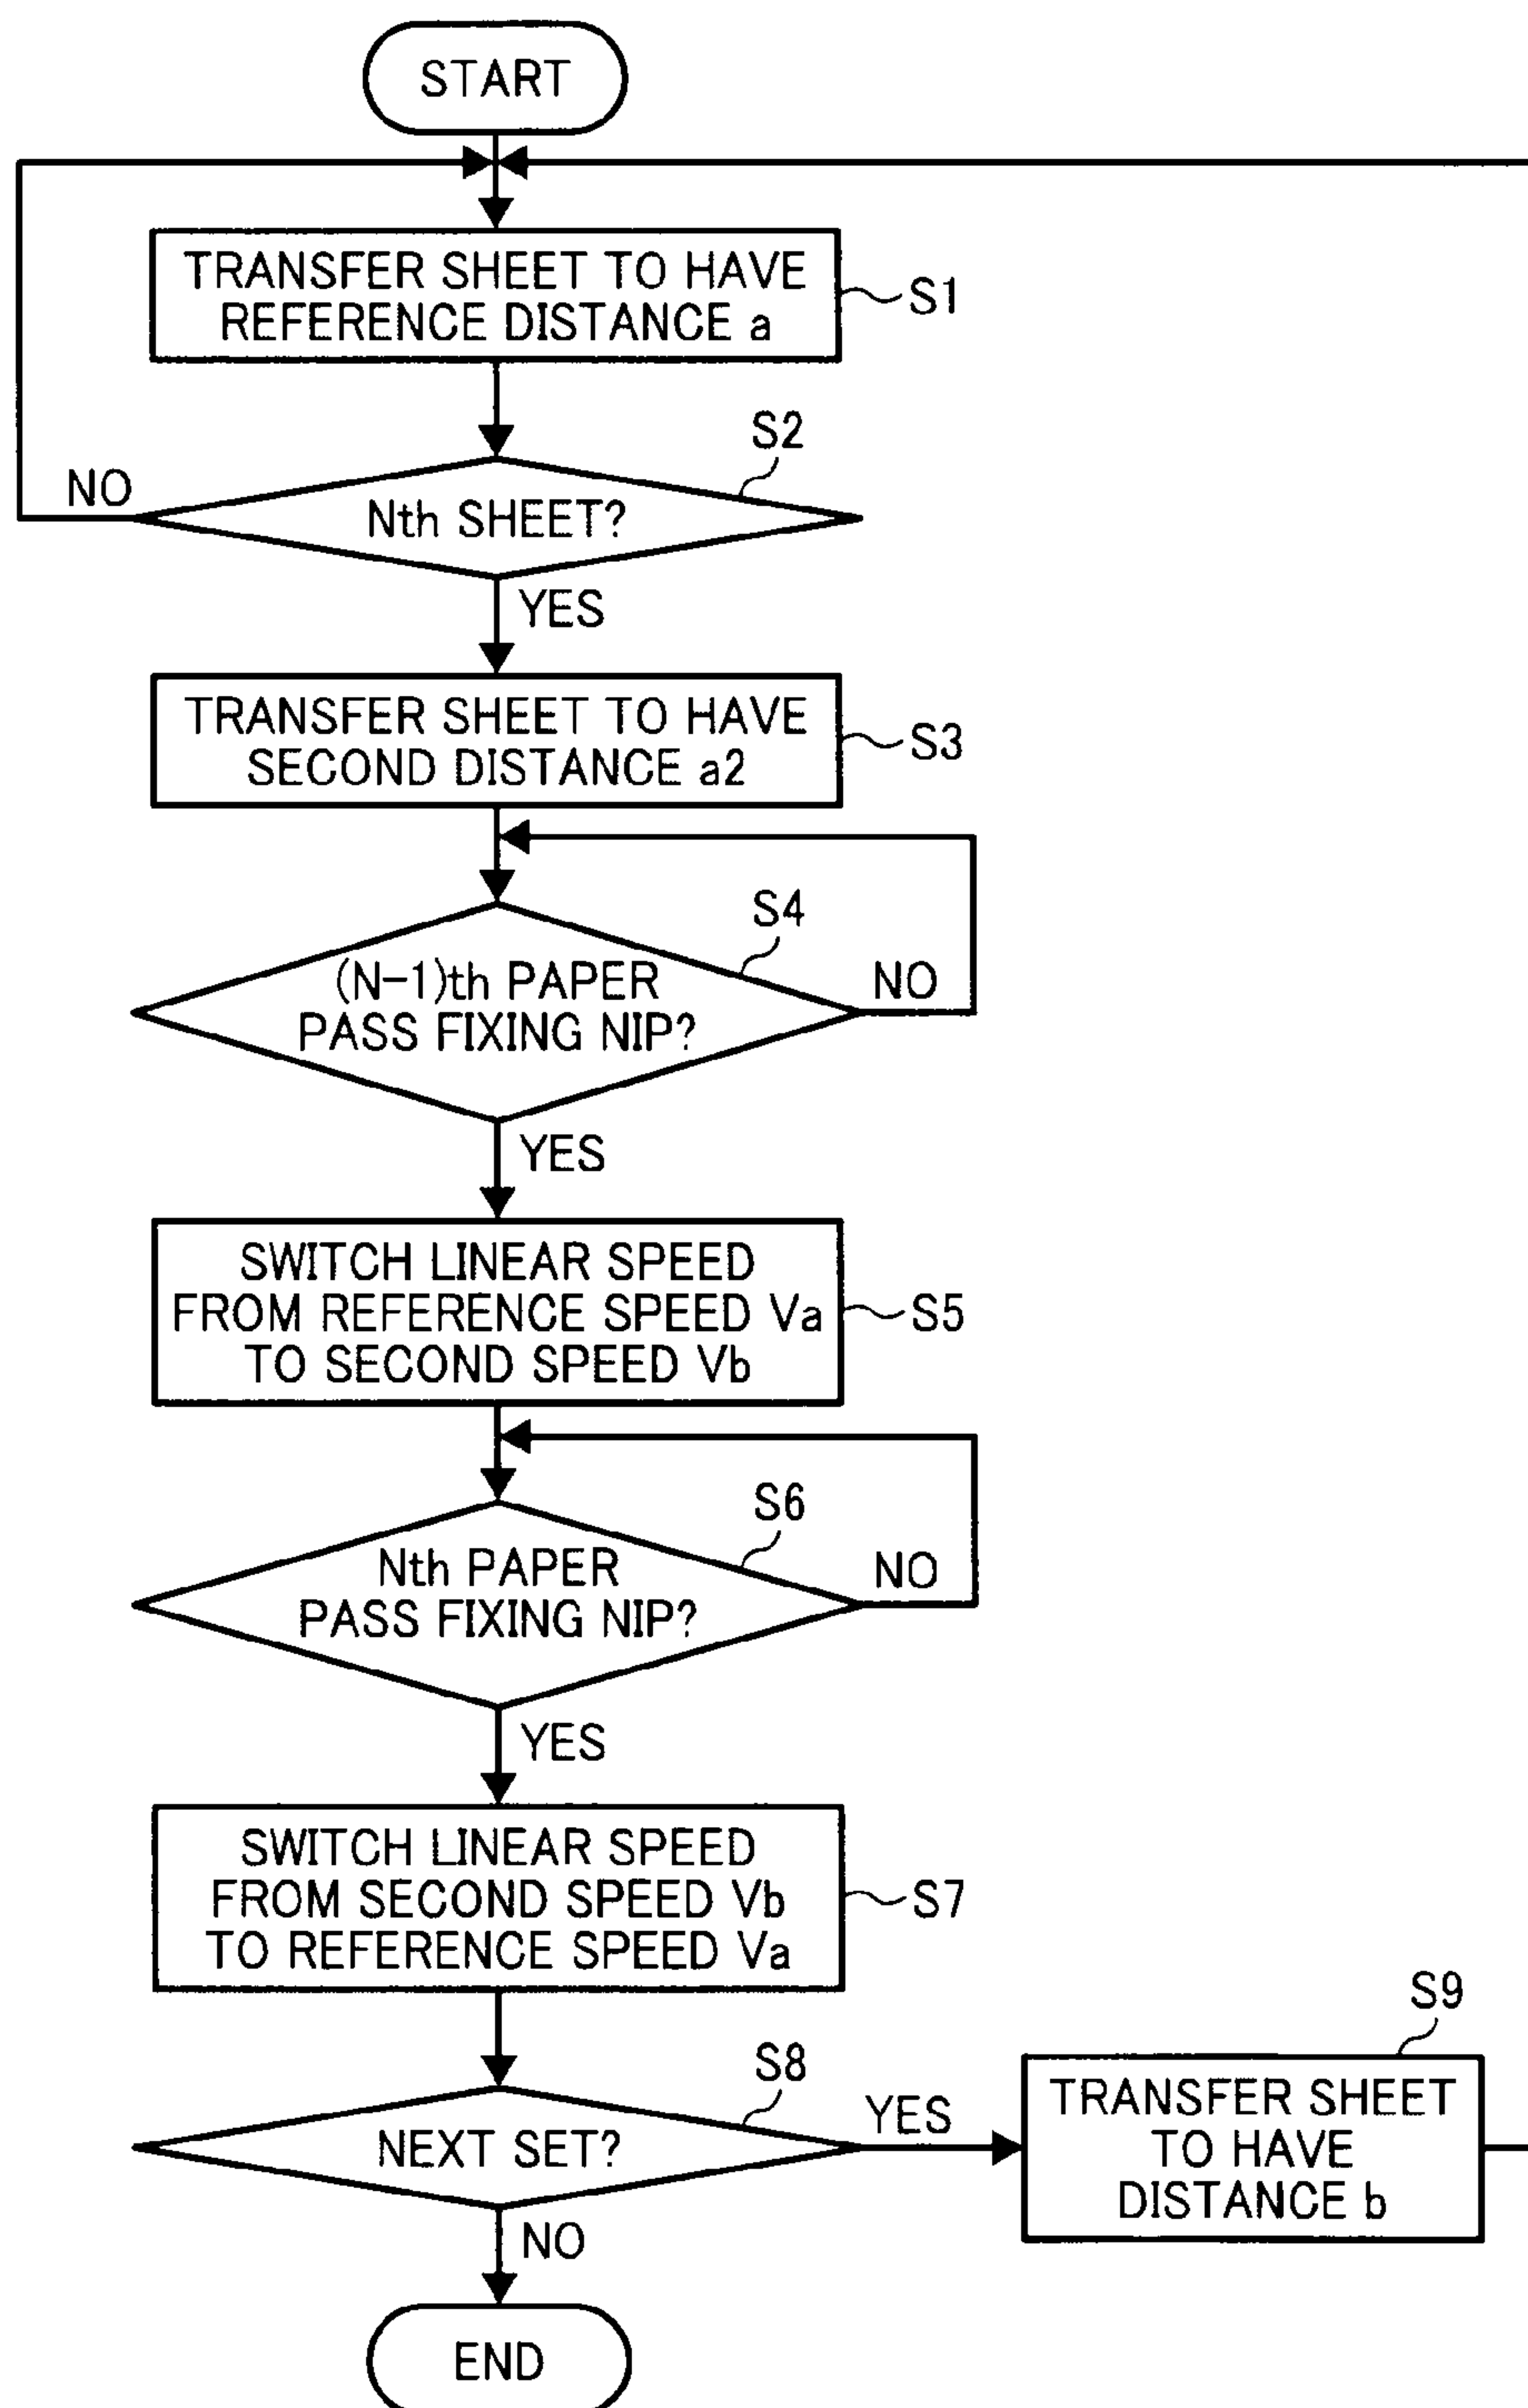 START
TRANSFER SHEET TO HAVE
REFERENCE DISTANCE a
S1
S2
NO
Nth SHEET?
YES
TRANSFER SHEET TO HAVE
SECOND DISTANCE a2
S3
S4
(N-1)th PAPER
PASS FIXING NIP?
NO
YES
SWITCH LINEAR SPEED
FROM REFERENCE SPEED Va
TO SECOND SPEED Vb
S5
S6
Nth PAPER
PASS FIXING NIP?
NO
YES
SWITCH LINEAR SPEED
FROM SECOND SPEED Vb
TO REFERENCE SPEED Va
S7
S8
NEXT SET?
YES
S9
TRANSFER SHEET
TO HAVE
DISTANCE b
NO
END